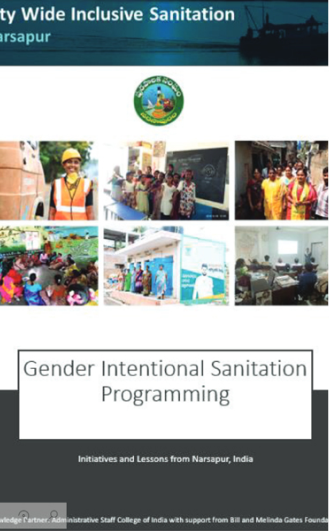 ty Wide Inclusive Sanitation
arsapur
Gender Intentional Sanitation
Programming
Initiatives and Lessons from Narsapur, India
wledge Partner: Administrative Staff College of India with support from Bill and Melinda Gates Founda